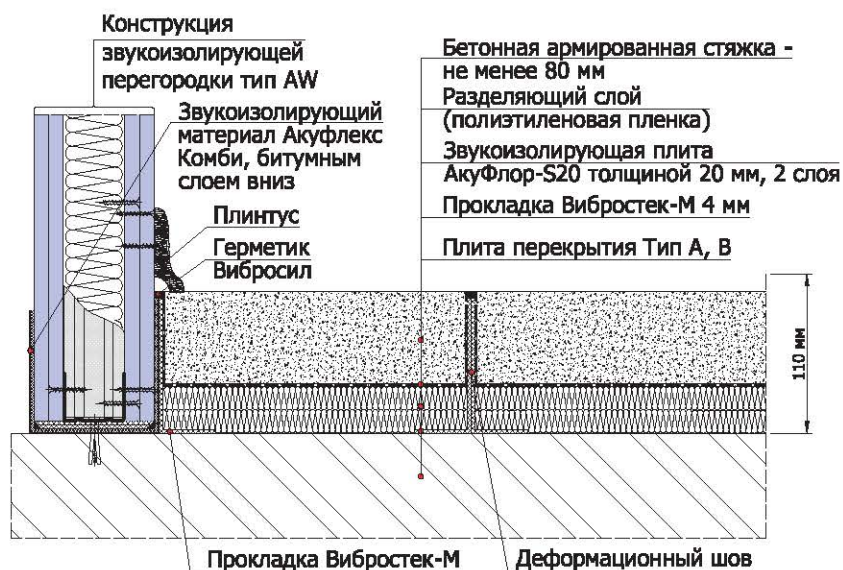 Конструкция
звукоизолирующей
перегородки тип AW
Звукоизолирующий
материал Акуфлекс
Комби, битумным
слоем вниз
Плинтус
Герметик
Вибросил
Бетонная армированная стяжка -
не менее 80 мм
Разделяющий слой
(полиэтиленовая пленка)
Звукоизолирующая плита
АкуФлор-S20 толщиной 20 мм, 2 слоя
Прокладка Вибростек-М 4 мм
Плита перекрытия Тип А, В
110 мм
Прокладка Вибростек-М
Деформационный шов